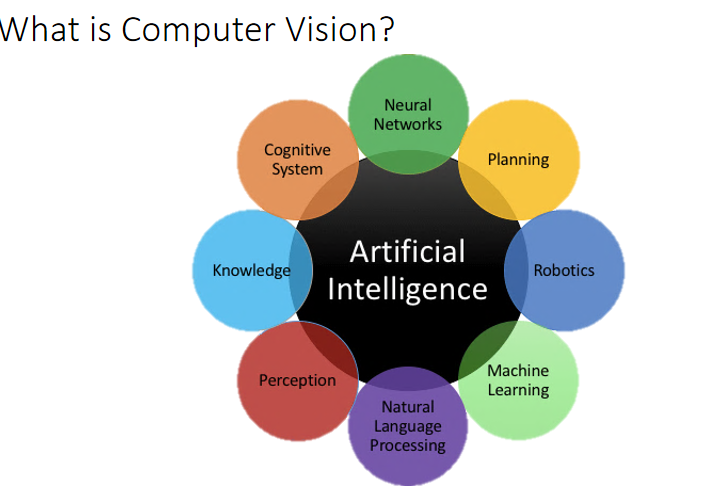 What is Computer Vision?
Neural
Networks
Cognitive
System
Planning
Artificial
Intelligence
Knowledge
Robotics
Perception
Machine
Learning
Natural
Language
Processing